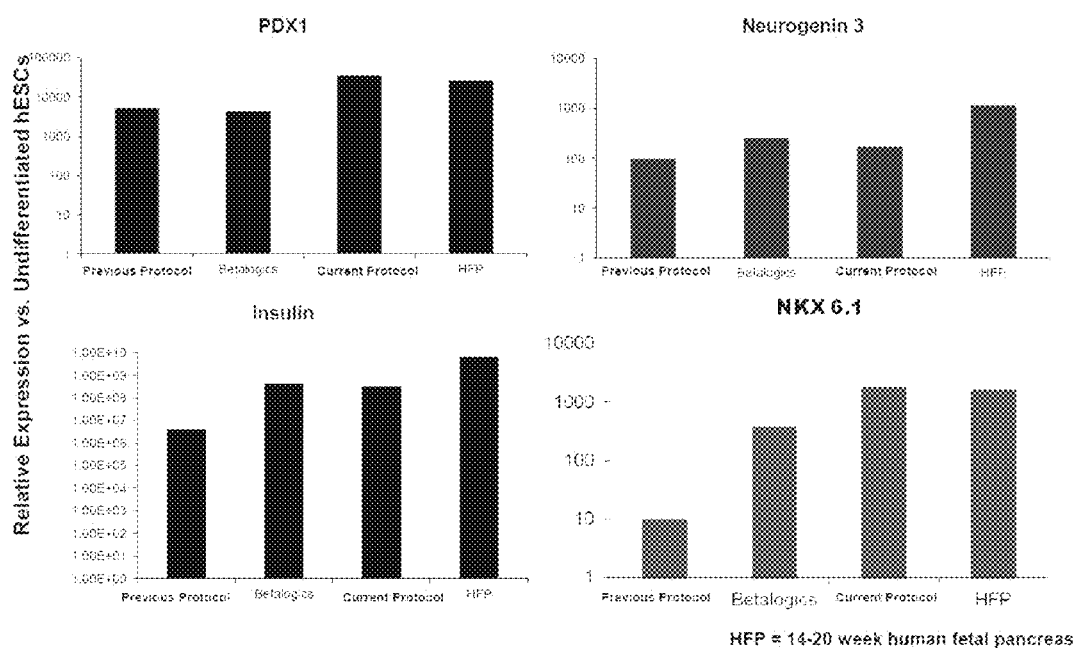 PDX1
Relative Expression vs. Undifferentiated hESCs
100000
10000
1000
100
10
1
Previous Protocol
Betalogics
Current Protocol
HFP
Neurogenin 3
10000
1000
100
10
1
Previous Protocol
Betalogics
Current Protocol
HFP
Insulin
1.00E+10
1.00E+09
1.00E+08
1.00E+07
1.00E+06
1.00E+05
1.00E+04
1.00E+03
1.00E+02
1.00E+01
1.00E+00
Previous Protocol
Betalogics
Current Protocol
HFP
NKX 6.1
10000
1000
100
10
1
Previous Protocol
Betalogics
Current Protocol
HFP
HFP = 14-20 week human fetal pancreas